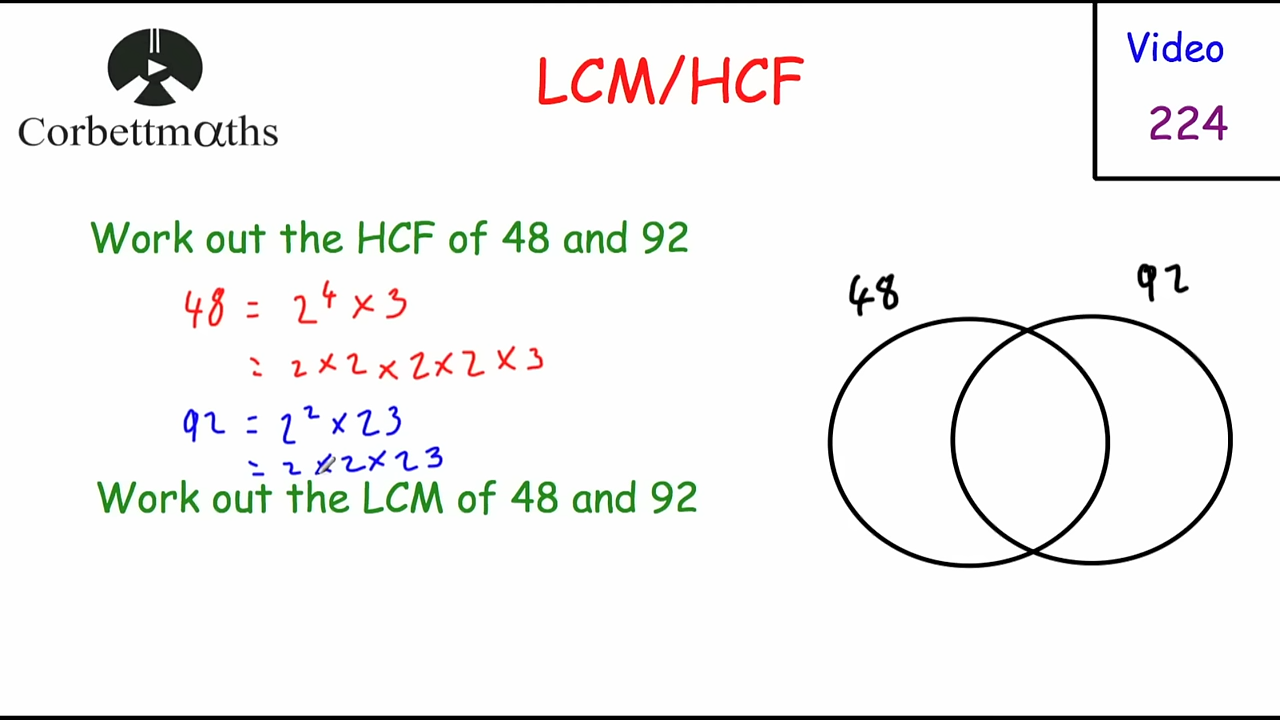 Corbettmαths
LCM/HCF
Video
224
Work out the HCF of 48 and 92
48 = 2⁴ × 3
= 2 × 2 × 2 × 2 × 3
92 = 2² × 23
= 2 × 2 × 23
Work out the LCM of 48 and 92
48
92